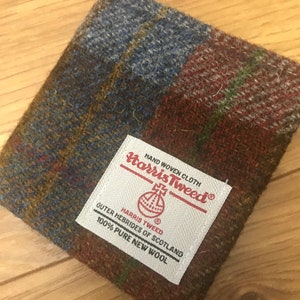 HAND WOVEN CLOTH
Harris Tweed®
®
HARRIS TWEED
OUTER HEBRIDES OF SCOTLAND
100% PURE NEW WOOL